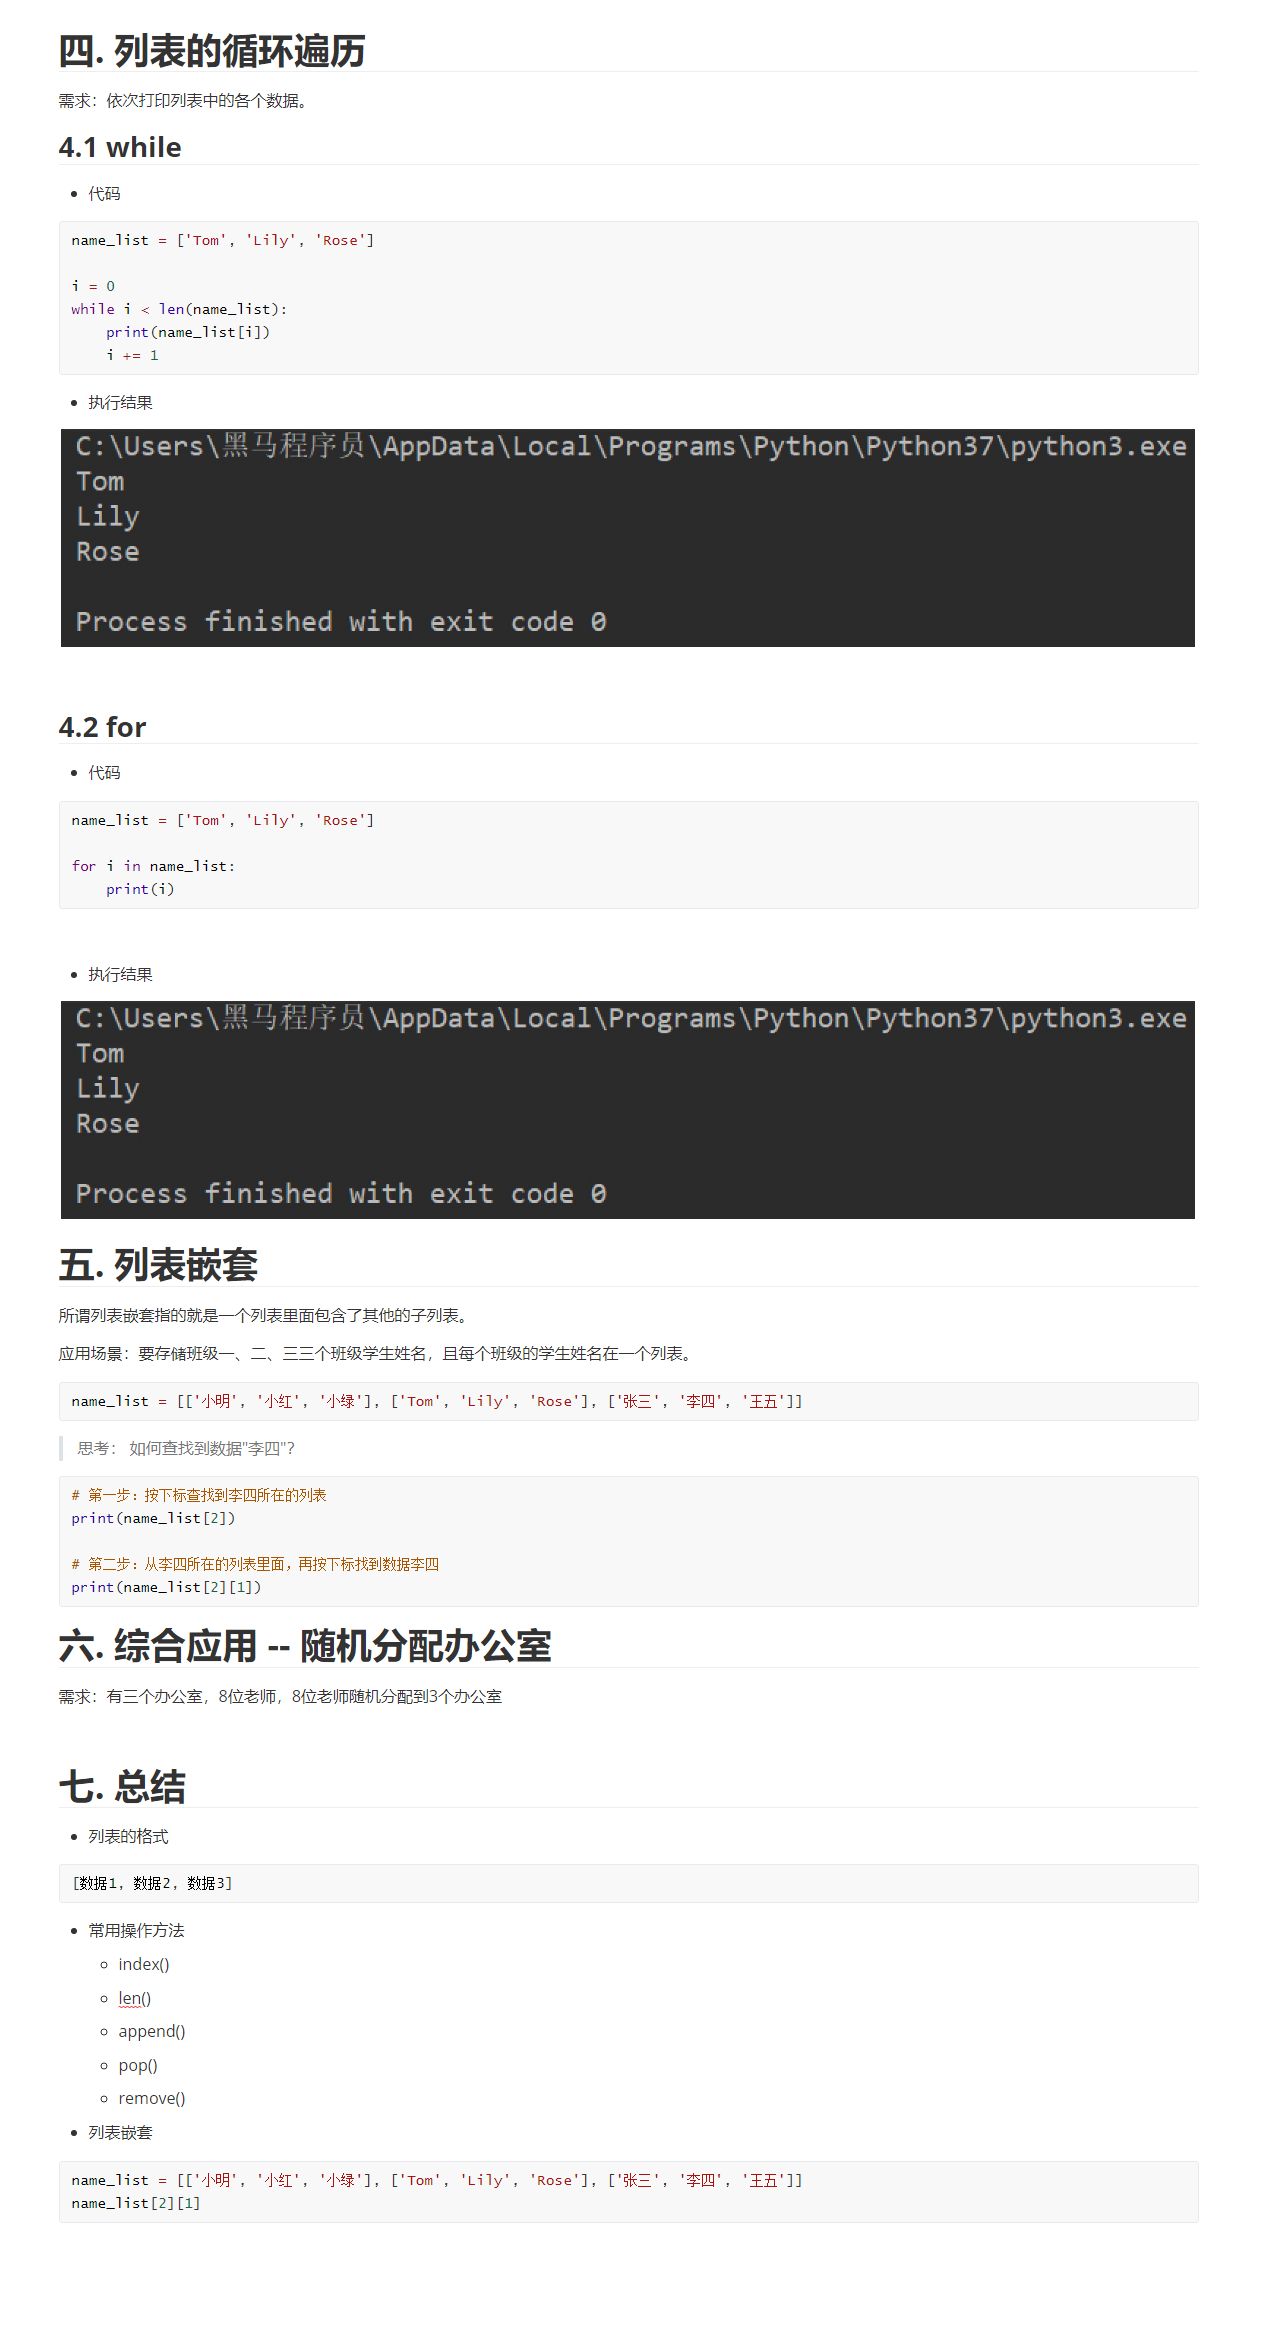 四. 列表的循环遍历
需求：依次打印列表中的各个数据。
4.1 while
代码
name_list = ['Tom', 'Lily', 'Rose']
i = 0
while i < len(name_list):
    print(name_list[i])
    i += 1
执行结果
C:\Users\黑马程序员\AppData\Local\Programs\Python\Python37\python3.exe
Tom
Lily
Rose
Process finished with exit code 0
4.2 for
代码
name_list = ['Tom', 'Lily', 'Rose']
for i in name_list:
    print(i)
执行结果
C:\Users\黑马程序员\AppData\Local\Programs\Python\Python37\python3.exe
Tom
Lily
Rose
Process finished with exit code 0
五. 列表嵌套
所谓列表嵌套指的就是一个列表里面包含了其他的子列表。
应用场景：要存储班级一、二、三三个班级学生姓名，且每个班级的学生姓名在一个列表。
name_list = [['小明', '小红', '小绿'], ['Tom', 'Lily', 'Rose'], ['张三', '李四', '王五']]
思考： 如何查找到数据"李四"？
# 第一步：按下标查找到李四所在的列表
print(name_list[2])
# 第二步：从李四所在的列表里面，再按下标找到数据李四
print(name_list[2][1])
六. 综合应用 -- 随机分配办公室
需求：有三个办公室，8位老师，8位老师随机分配到3个办公室
七. 总结
列表的格式
[数据1, 数据2, 数据3]
常用操作方法
index()
len()
append()
pop()
remove()
列表嵌套
name_list = [['小明', '小红', '小绿'], ['Tom', 'Lily', 'Rose'], ['张三', '李四', '王五']]
name_list[2][1]